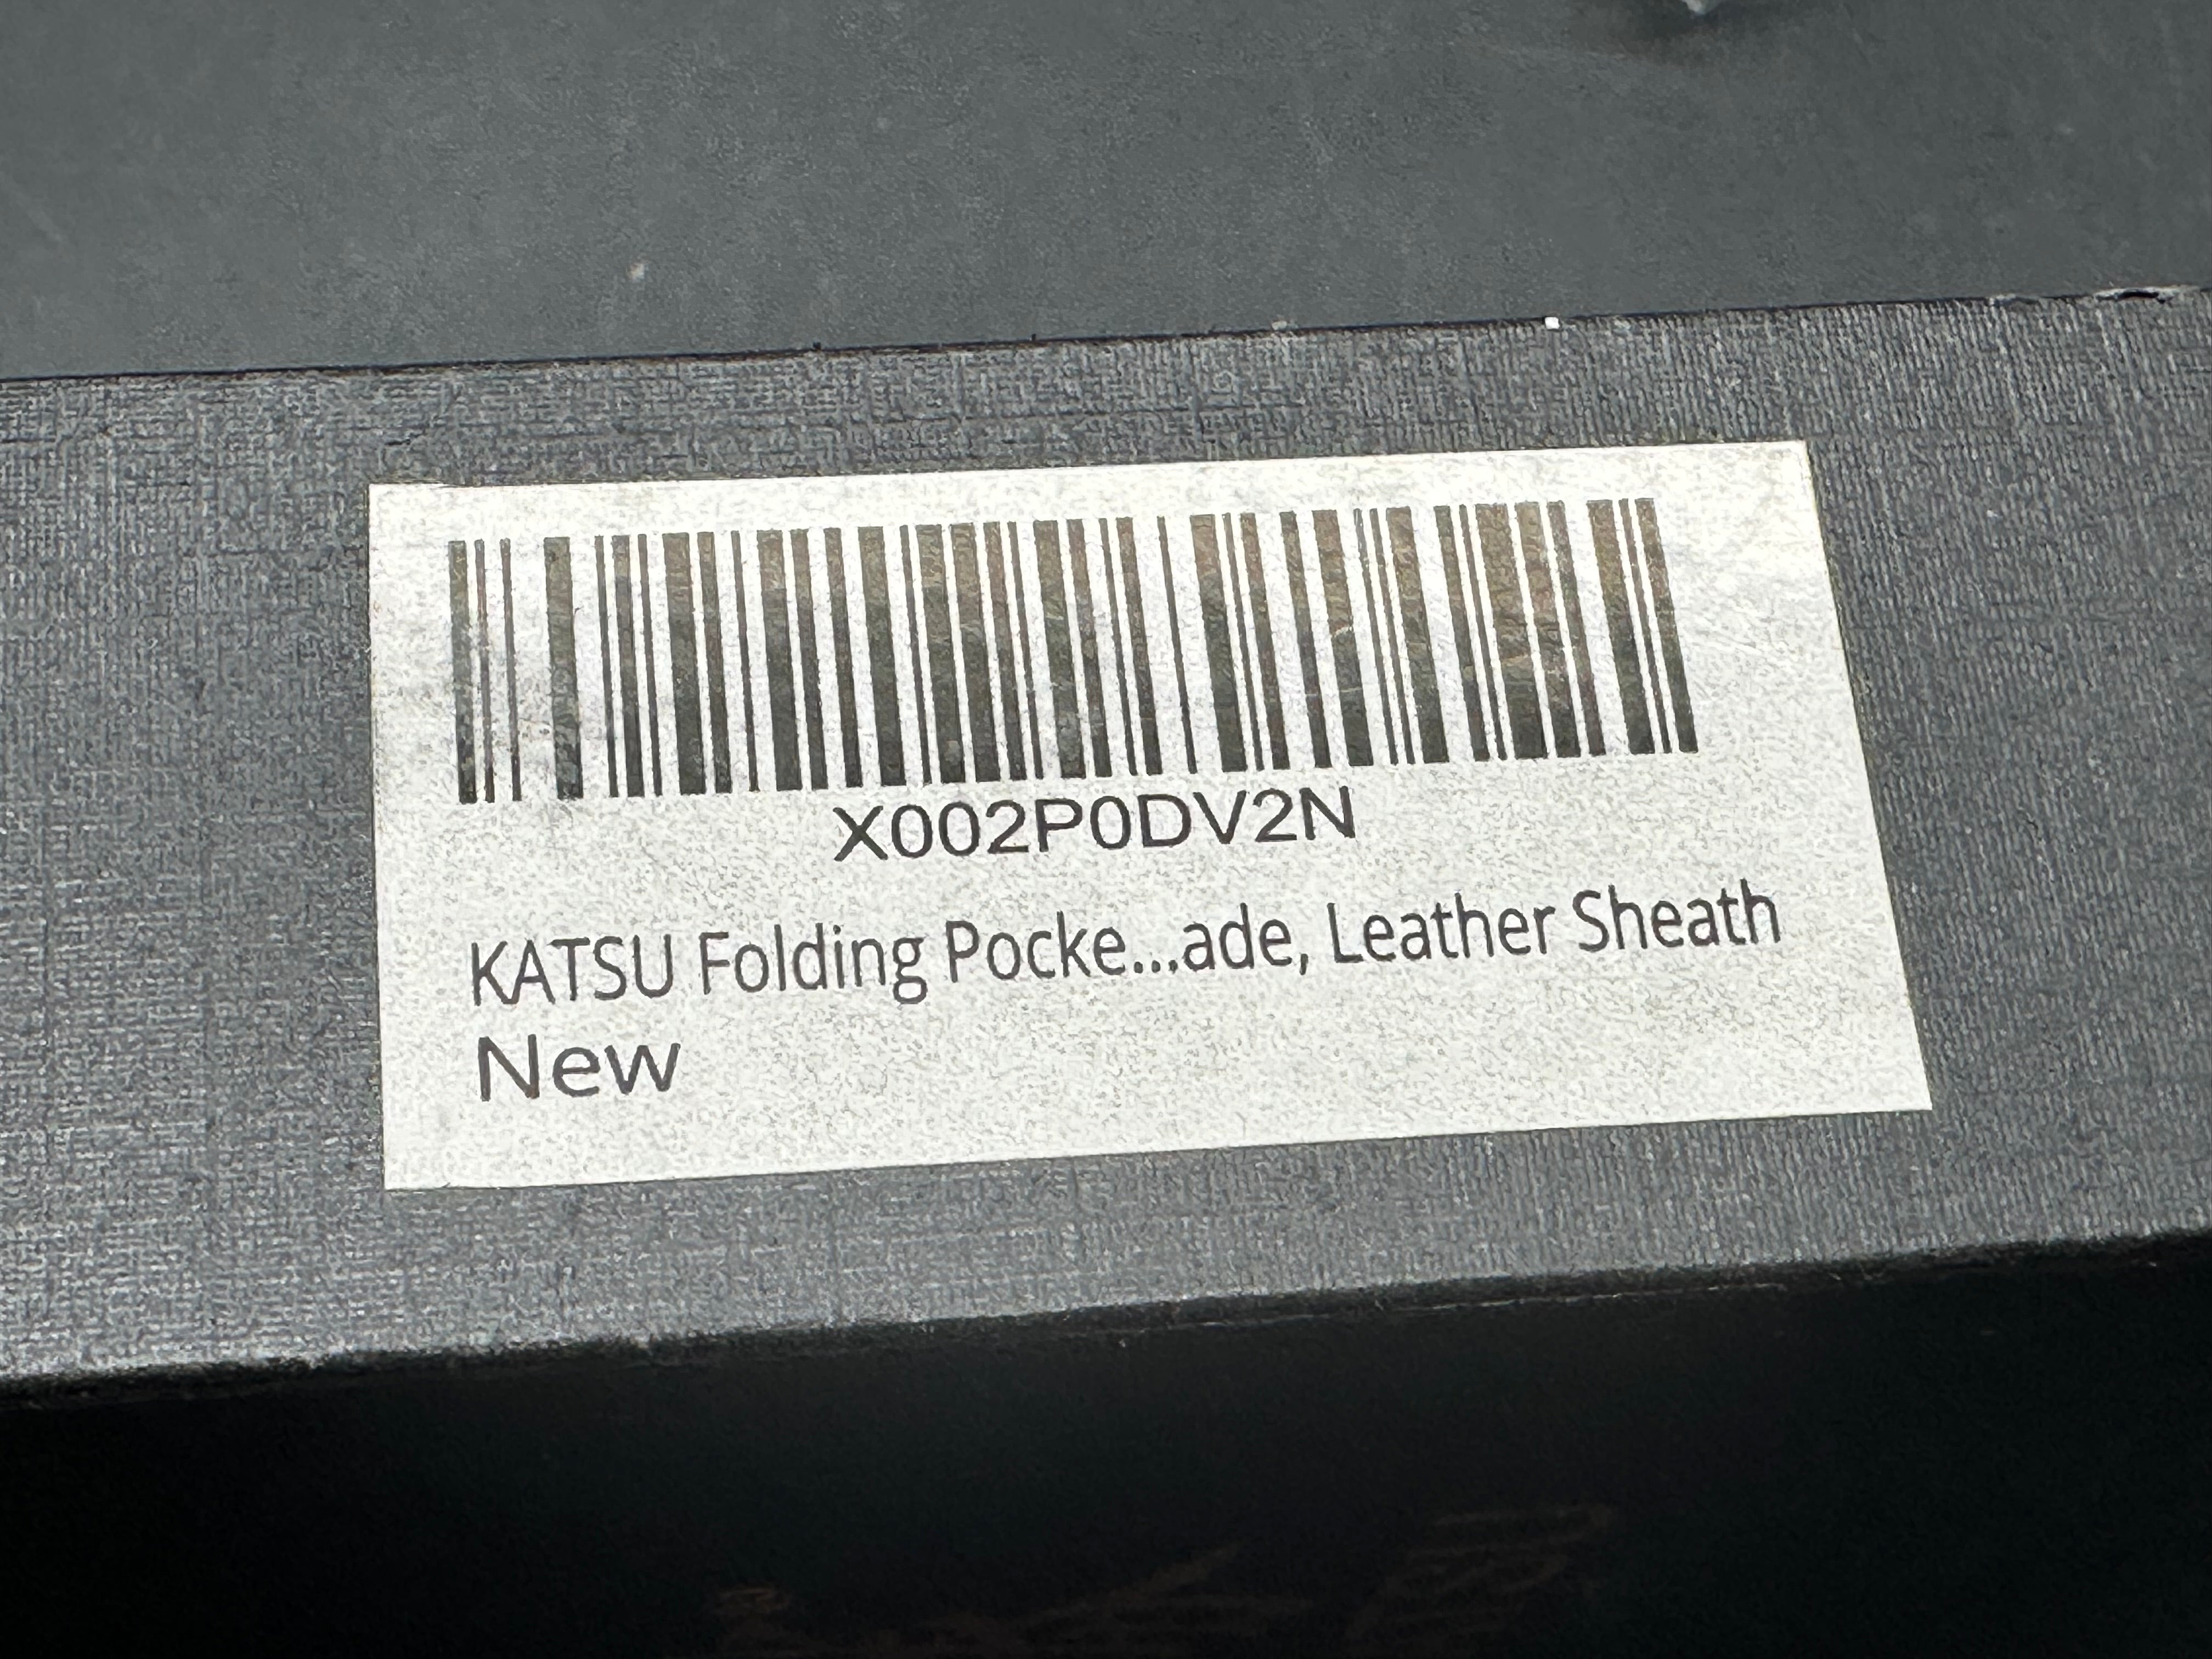 X002P0DV2N
KATSU Folding Pocke...ade, Leather Sheath
New